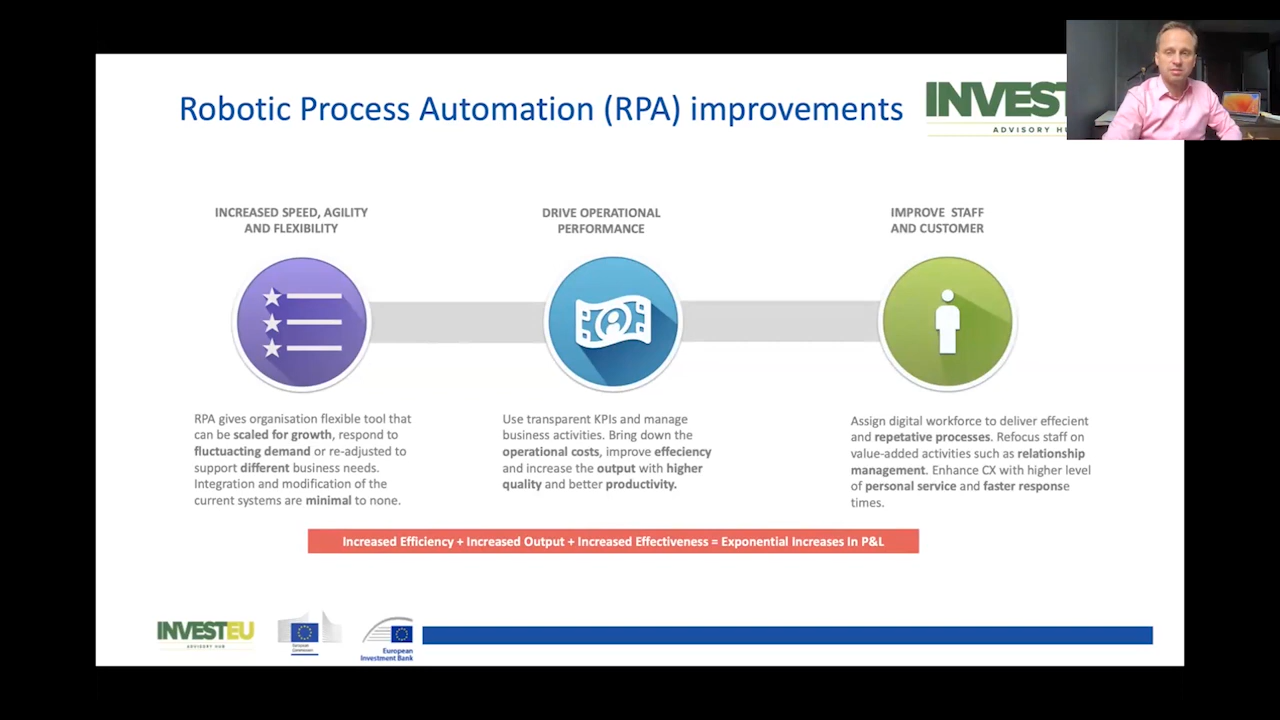 Robotic Process Automation (RPA) improvements
INVEST
ADVISORY HU
INCREASED SPEED, AGILITY
AND FLEXIBILITY
DRIVE OPERATIONAL
PERFORMANCE
IMPROVE STAFF
AND CUSTOMER
RPA gives organisation flexible tool that
can be scaled for growth, respond to
fluctuacting demand or re-adjusted to
support different business needs.
Integration and modification of the
current systems are minimal to none.
Use transparent KPIs and manage
business activities. Bring down the
operational costs, improve effeciency
and increase the output with higher
quality and better productivity.
Assign digital workforce to deliver effecient
and repetative processes. Refocus staff on
value-added activities such as relationship
management. Enhance CX with higher level
of personal service and faster response
times.
Increased Efficiency + Increased Output + Increased Effectiveness = Exponential Increases in P&L
INVESTEU
ADVISORY HUB
European
Commission
European
Investment Bank